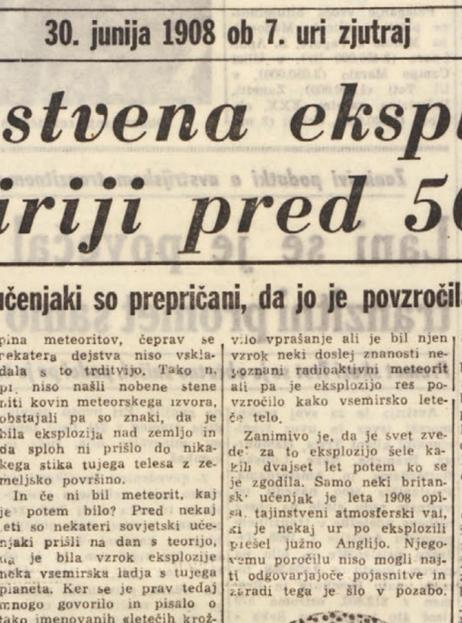 30. junija 1908 ob 7. uri zjutraj
stvena eksp
iriji pred 50
učenjaki so prepričani, da jo je povzročil
pina meteoritov, čeprav se
rekatera dejstva niso vskla-
dala s to trditvijo. Tako n.
pr. niso našli nobene stene
niti kovin meteorskega izvora,
obstajali pa so znaki, da je
bila eksplozija nad zemljo in
da sploh ni prišlo do nika-
kega stika tujega telesa z ze-
meljsko površino.
In če ni bil meteorit, kaj
je potem bilo? Pred nekaj
leti so nekateri sovjetski uče-
njaki prišli na dan s teorijo,
da je bila vzrok eksplozije
neka vsemirska ladja s tujega
planeta. Ker se je prav tedaj
mnogo govorilo in pisalo o
tako imenovanih sletečih krož-
vilo vprašanje ali je bil njen
vzrok neki doslej znanosti ne-
poznani radioaktivni meteorit
ali pa je eksplozijo res po-
vzročilo kako vsemirsko lete-
če telo.
Zanimivo je, da je svet zve-
del za to eksplozijo šele ka-
kih dvajset let potem ko se
je zgodila. Samo neki britan-
sk' učenjak je leta 1908 opi-
sal tajinstveni atmosferski val,
ki je nekaj ur po eksplozili
prešel južno Anglijo. Njego-
vemu poročilu niso mogli naj-
ti odgovarjajoče pojasnitve in
zaradi tega je šlo v pozabo.